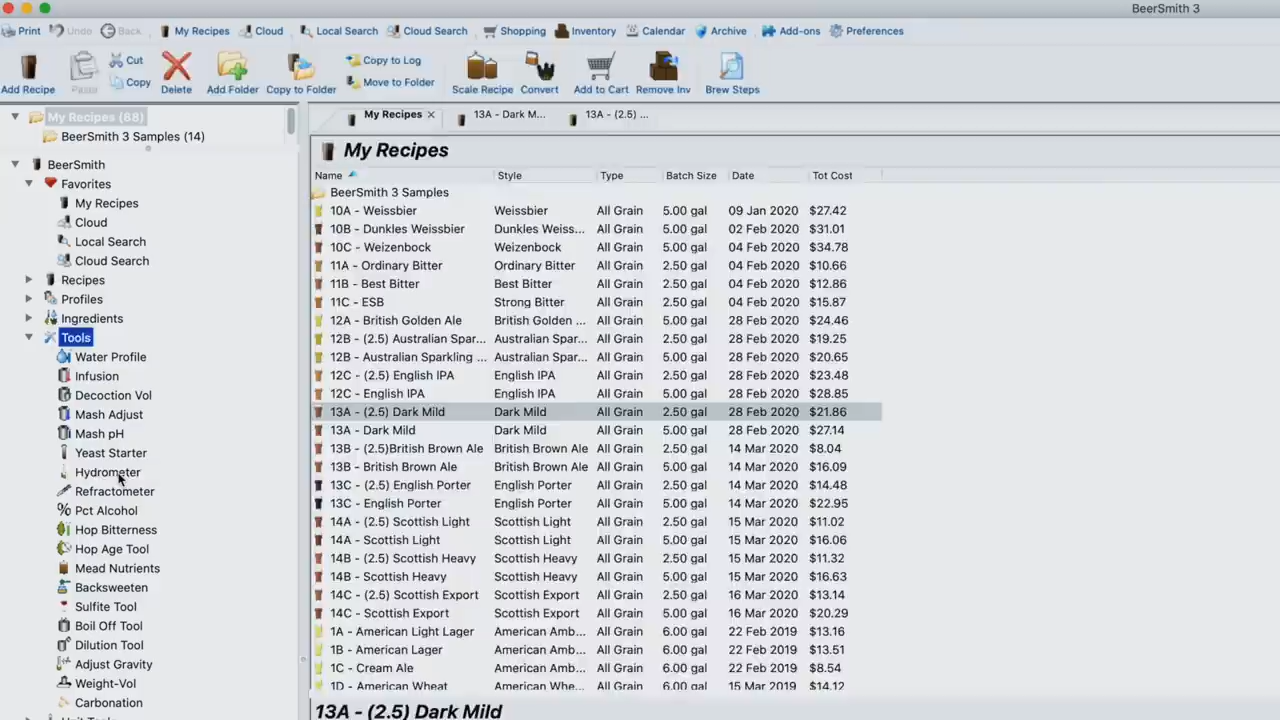 BeerSmith 3
Print Undo Back My Recipes Cloud Local Search Cloud Search Shopping Inventory Calendar Archive Add-ons Preferences
Add Recipe Paste Cut Copy Delete Add Folder Copy to Folder Copy to Log Move to Folder Scale Recipe Convert Add to Cart Remove Inv Brew Steps
My Recipes (68)
BeerSmith 3 Samples (14)
BeerSmith
Favorites
My Recipes
Cloud
Local Search
Cloud Search
Recipes
Profiles
Ingredients
Tools
Water Profile
Infusion
Decoction Vol
Mash Adjust
Mash pH
Yeast Starter
Hydrometer
Refractometer
Pct Alcohol
Hop Bitterness
Hop Age Tool
Mead Nutrients
Backsweeten
Sulfite Tool
Boil Off Tool
Dilution Tool
Adjust Gravity
Weight-Vol
Carbonation
My Recipes 13A - Dark M... 13A - (2.5) ...
My Recipes
Name Style Type Batch Size Date Tot Cost
BeerSmith 3 Samples
10A - Weissbier Weissbier All Grain 5.00 gal 09 Jan 2020 $27.42
10B - Dunkles Weissbier Dunkles Weiss... All Grain 5.00 gal 02 Feb 2020 $31.01
10C - Weizenbock Weizenbock All Grain 5.00 gal 04 Feb 2020 $34.78
11A - Ordinary Bitter Ordinary Bitter All Grain 2.50 gal 04 Feb 2020 $10.66
11B - Best Bitter Best Bitter All Grain 2.50 gal 04 Feb 2020 $12.86
11C - ESB Strong Bitter All Grain 5.00 gal 04 Feb 2020 $15.87
12A - British Golden Ale British Golden ... All Grain 5.00 gal 28 Feb 2020 $24.46
12B - (2.5) Australian Spar... Australian Spar... All Grain 2.50 gal 28 Feb 2020 $19.25
12B - Australian Sparkling ... Australian Spar... All Grain 5.00 gal 28 Feb 2020 $20.65
12C - (2.5) English IPA English IPA All Grain 2.50 gal 28 Feb 2020 $23.48
12C - English IPA English IPA All Grain 5.00 gal 28 Feb 2020 $28.85
13A - (2.5) Dark Mild Dark Mild All Grain 2.50 gal 28 Feb 2020 $21.86
13A - Dark Mild Dark Mild All Grain 5.00 gal 28 Feb 2020 $27.14
13B - (2.5)British Brown Ale British Brown Ale All Grain 2.50 gal 14 Mar 2020 $8.04
13B - British Brown Ale British Brown Ale All Grain 5.00 gal 14 Mar 2020 $16.09
13C - (2.5) English Porter English Porter All Grain 2.50 gal 14 Mar 2020 $14.48
13C - English Porter English Porter All Grain 5.00 gal 14 Mar 2020 $22.95
14A - (2.5) Scottish Light Scottish Light All Grain 2.50 gal 15 Mar 2020 $11.02
14A - Scottish Light Scottish Light All Grain 5.00 gal 15 Mar 2020 $16.06
14B - (2.5) Scottish Heavy Scottish Heavy All Grain 2.50 gal 15 Mar 2020 $11.32
14B - Scottish Heavy Scottish Heavy All Grain 5.00 gal 15 Mar 2020 $16.63
14C - (2.5) Scottish Export Scottish Export All Grain 2.50 gal 16 Mar 2020 $13.14
14C - Scottish Export Scottish Export All Grain 5.00 gal 16 Mar 2020 $20.29
1A - American Light Lager American Amb... All Grain 6.00 gal 22 Feb 2019 $13.16
1B - American Lager American Amb... All Grain 6.00 gal 22 Feb 2019 $13.51
1C - Cream Ale American Amb... All Grain 6.00 gal 22 Feb 2019 $8.54
1D - American Wheat American Whe... All Grain 6.00 gal 15 Mar 2019 $14.12
13A - (2.5) Dark Mild